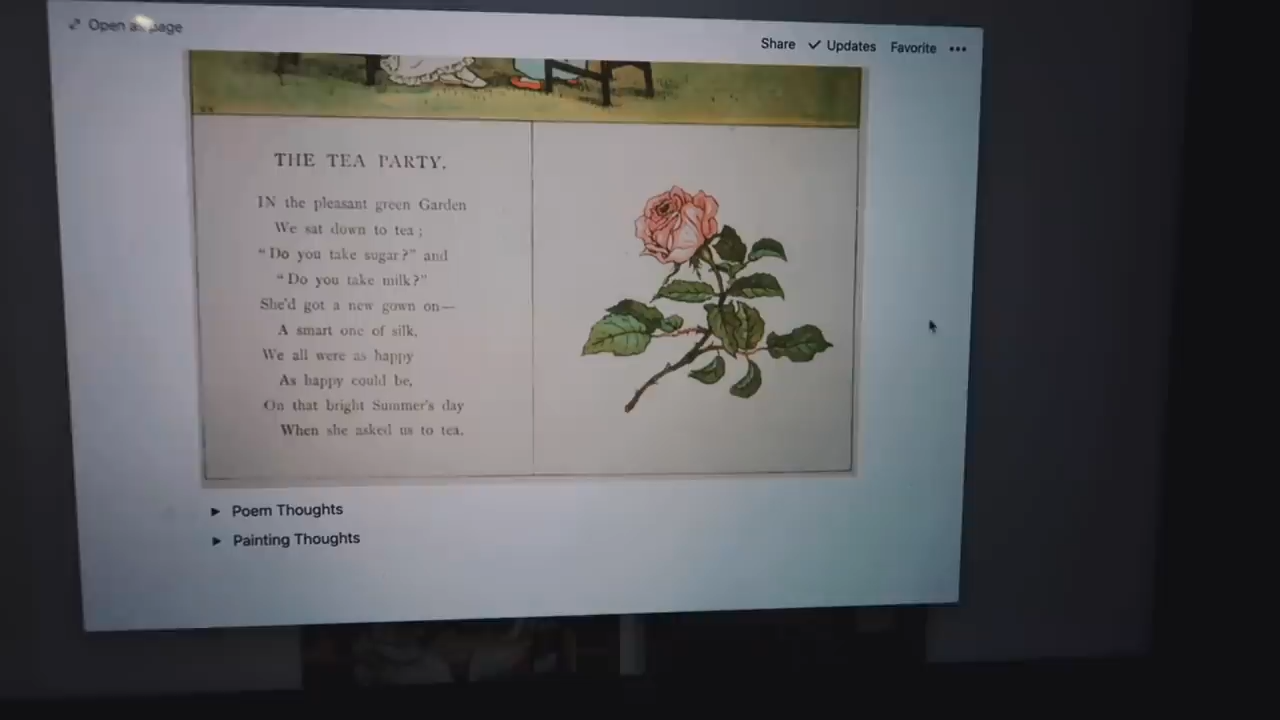 Open as page
Share ✓ Updates Favorite •••
THE TEA PARTY.
IN the pleasant green Garden
We sat down to tea ;
"Do you take sugar?" and
"Do you take milk?"
She'd got a new gown on—
A smart one of silk,
We all were as happy
As happy could be,
On that bright Summer's day
When she asked us to tea.
Poem Thoughts
Painting Thoughts